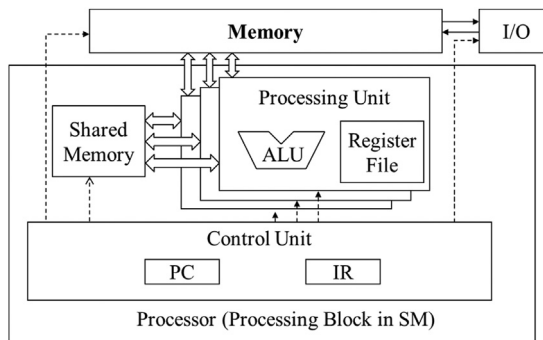 Memory
I/O
Processing Unit
Shared
Memory
ALU
Register
File
Control Unit
PC
IR
Processor (Processing Block in SM)